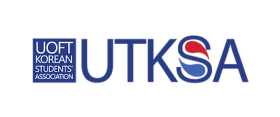 UOFT
KOREAN
STUDENTS'
ASSOCIATION
UTKSA